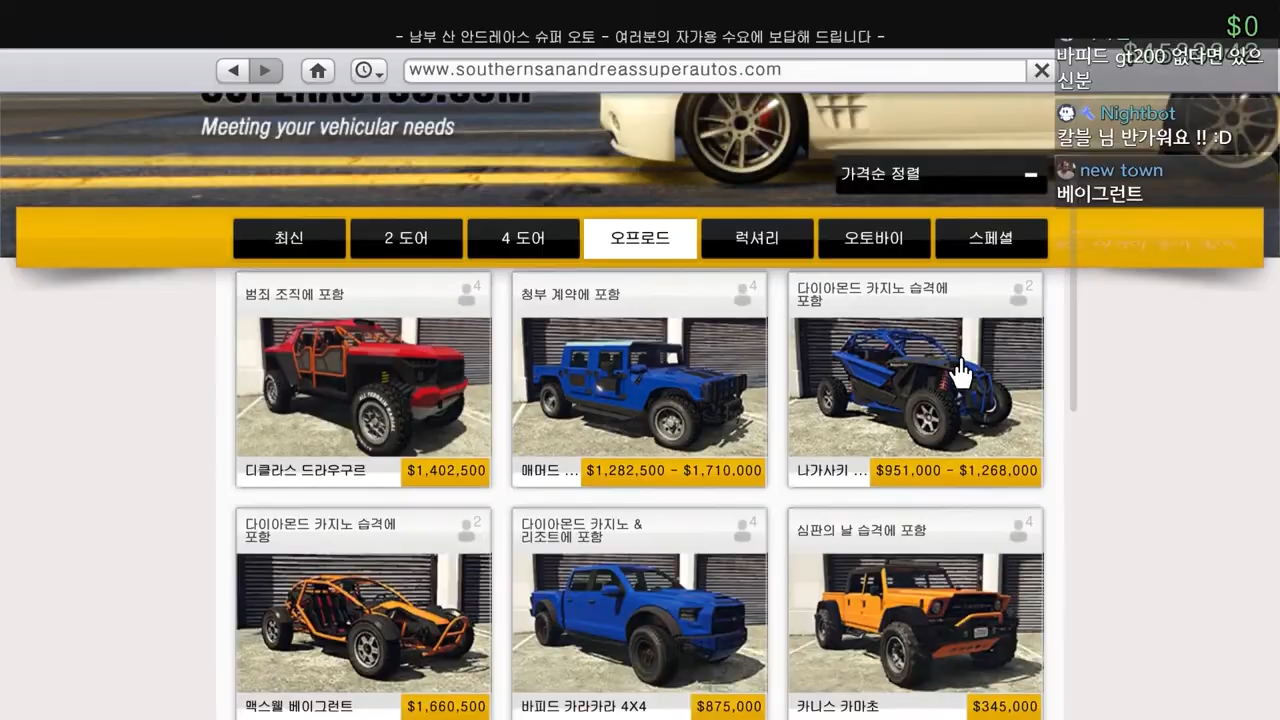 - 남부 산 안드레아스 슈퍼 오토 - 여러분의 자가용 수요에 보답해 드립니다 -
$0
www.southernsanandreassuperautos.com
바피드 gt200 없다면 있으
신분
Nightbot
칼블 님 반가워요 !! :D
new town
베이그런트
SUPERAUTOS.COM
Meeting your vehicular needs
가격순 정렬
최신
2 도어
4 도어
오프로드
럭셔리
오토바이
스페셜
범죄 조직에 포함
4
청부 계약에 포함
4
다이아몬드 카지노 습격에
포함
2
디클라스 드라우구르
$1,402,500
매머드 ...
$1,282,500 - $1,710,000
나가사키 ...
$951,000 - $1,268,000
다이아몬드 카지노 습격에
포함
2
다이아몬드 카지노 &
리조트에 포함
4
심판의 날 습격에 포함
4
맥스웰 베이그런트
$1,660,500
바피드 카라카라 4X4
$875,000
카니스 카마초
$345,000